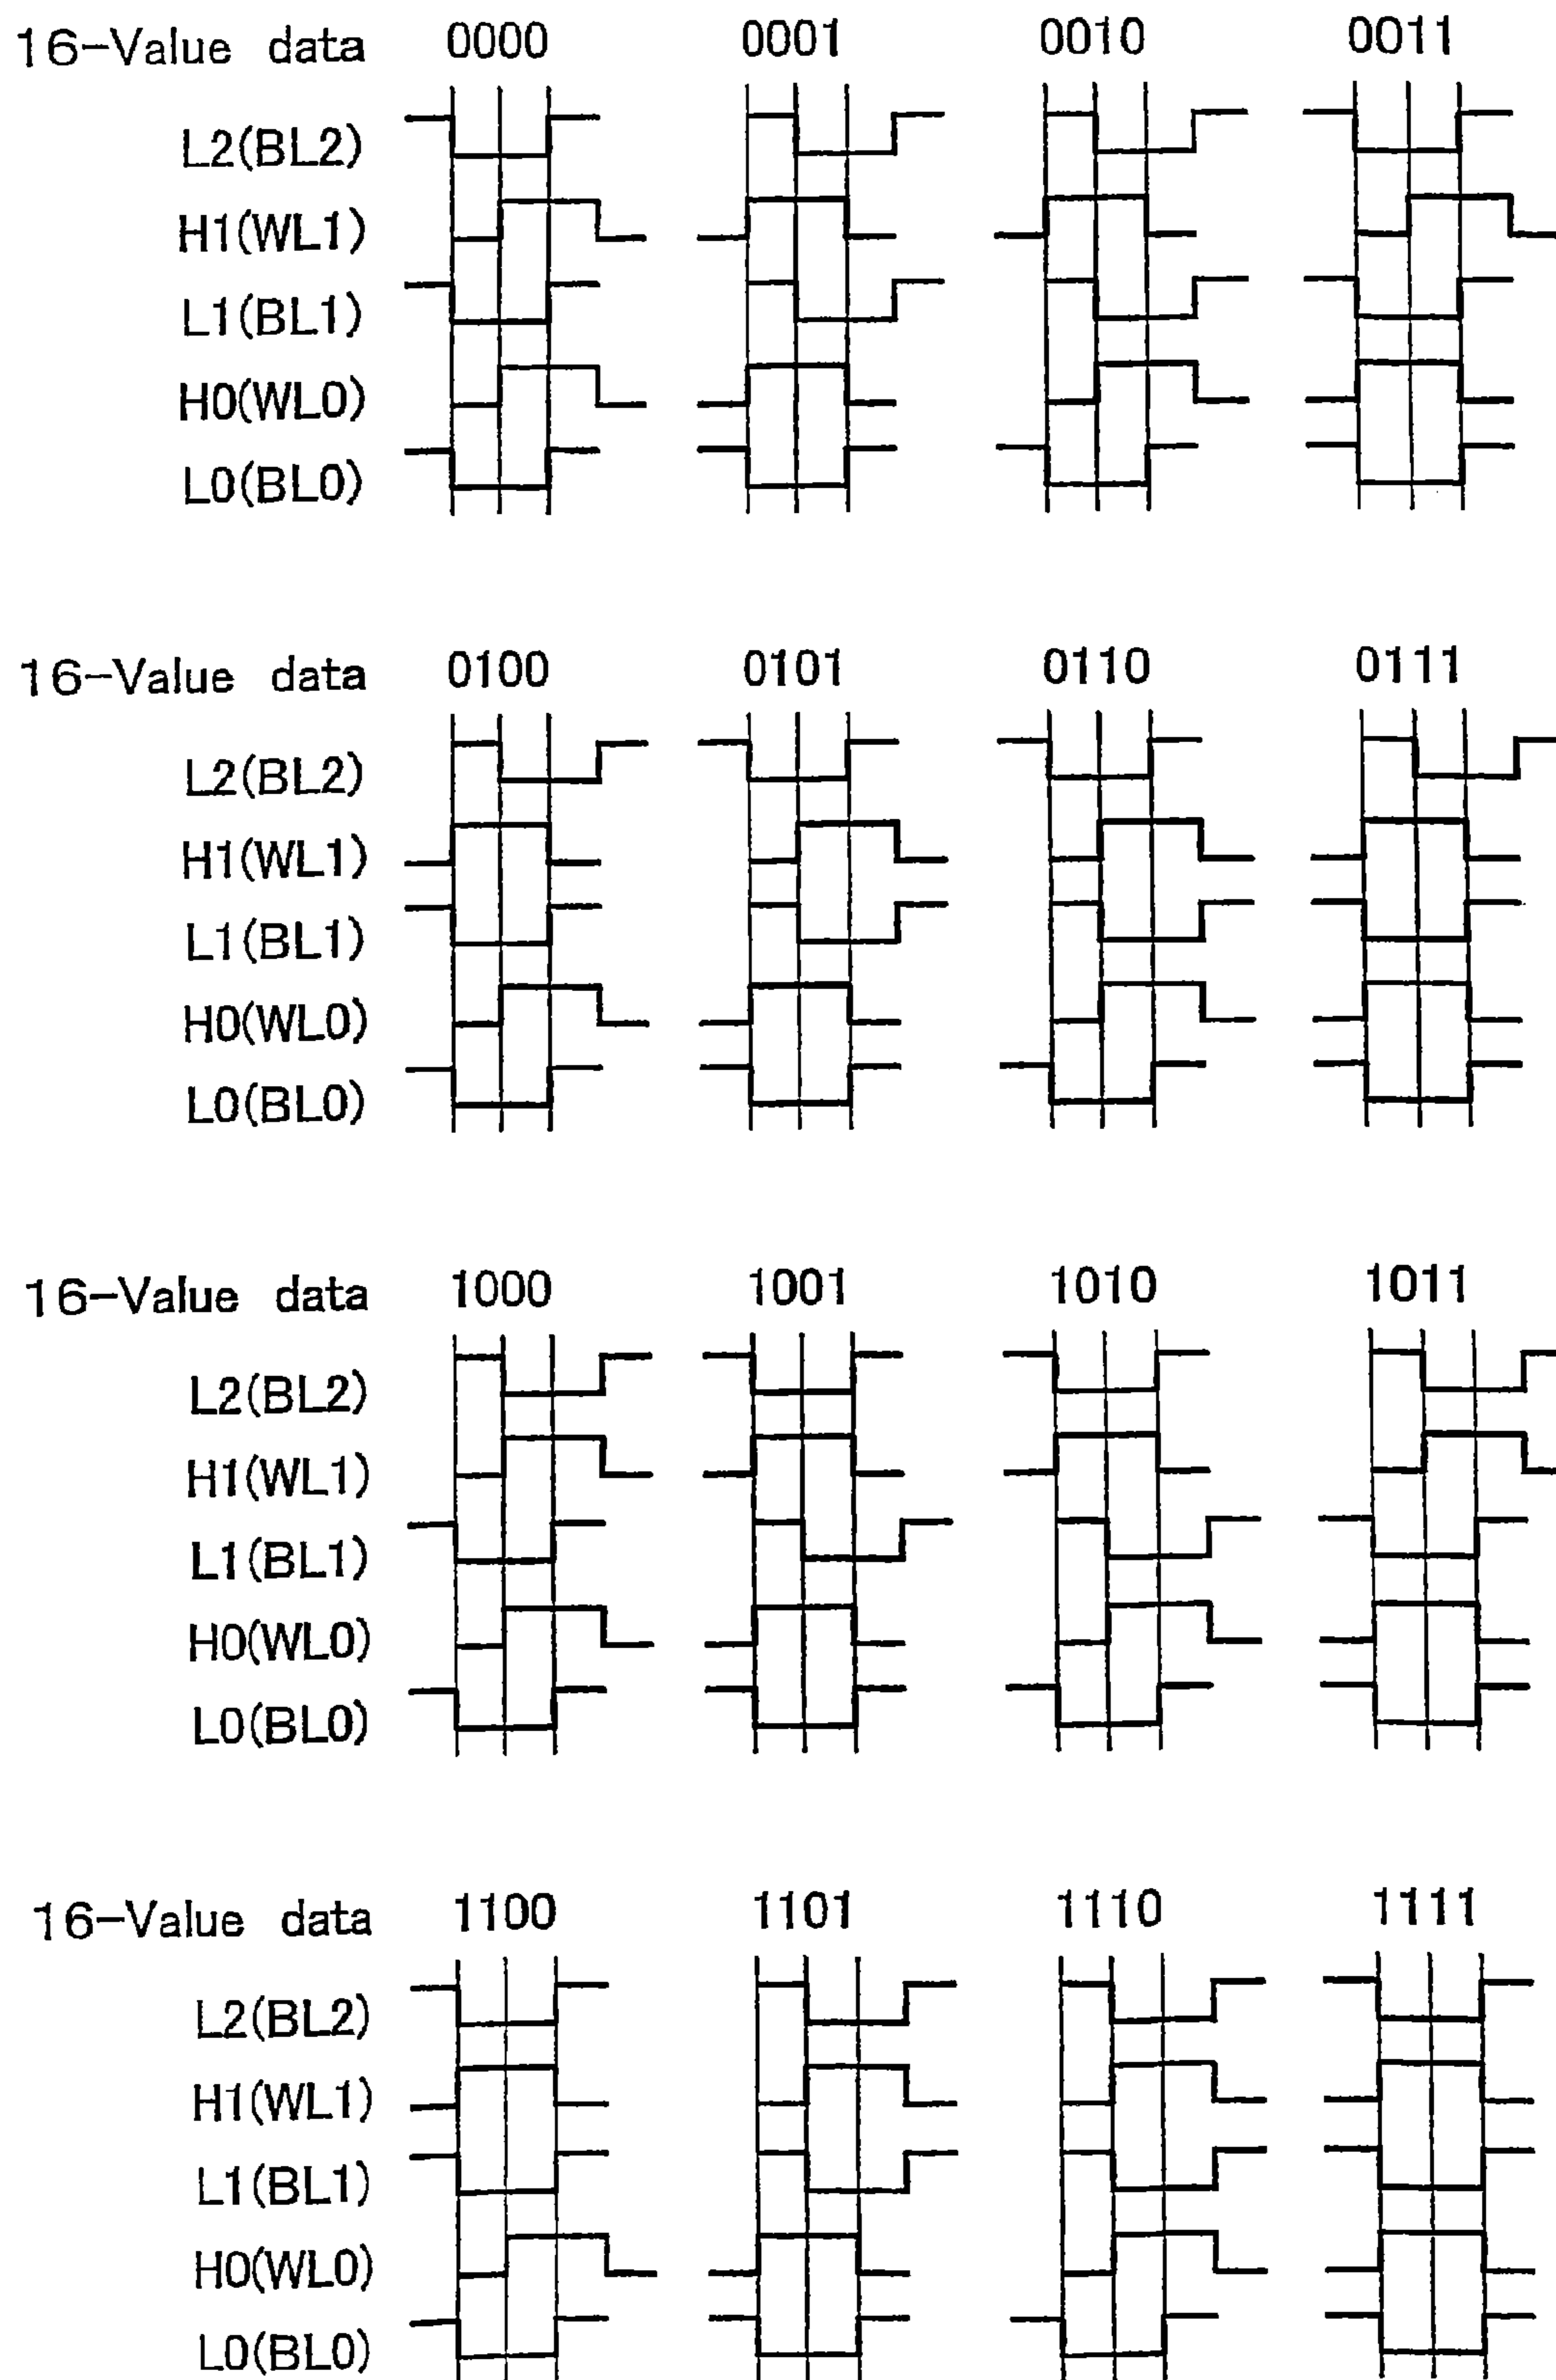 16-Value data 0000 0001 0010 0011
L2(BL2)
H1(WL1)
L1(BL1)
H0(WL0)
L0(BL0)
16-Value data 0100 0101 0110 0111
L2(BL2)
H1(WL1)
L1(BL1)
H0(WL0)
L0(BL0)
16-Value data 1000 1001 1010 1011
L2(BL2)
H1(WL1)
L1(BL1)
H0(WL0)
L0(BL0)
16-Value data 1100 1101 1110 1111
L2(BL2)
H1(WL1)
L1(BL1)
H0(WL0)
L0(BL0)